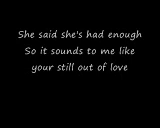 She said she's had enough
So it sounds to me like
your still out of love